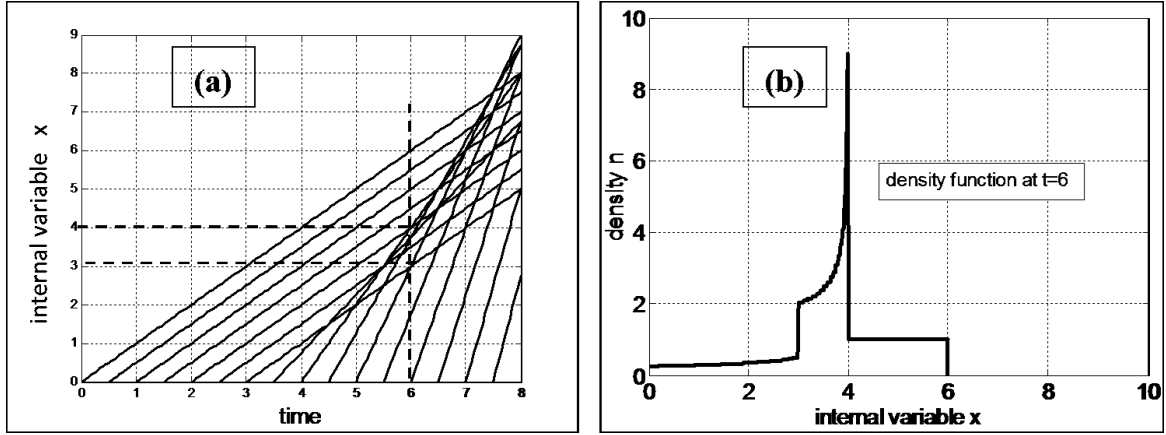 (a)
internal variable x
9
8
7
6
5
4
3
2
1
0
0 1 2 3 4 5 6 7 8
time
(b)
density n
10
8
6
4
2
0
density function at t=6
0 2 4 6 8 10
internal variable x